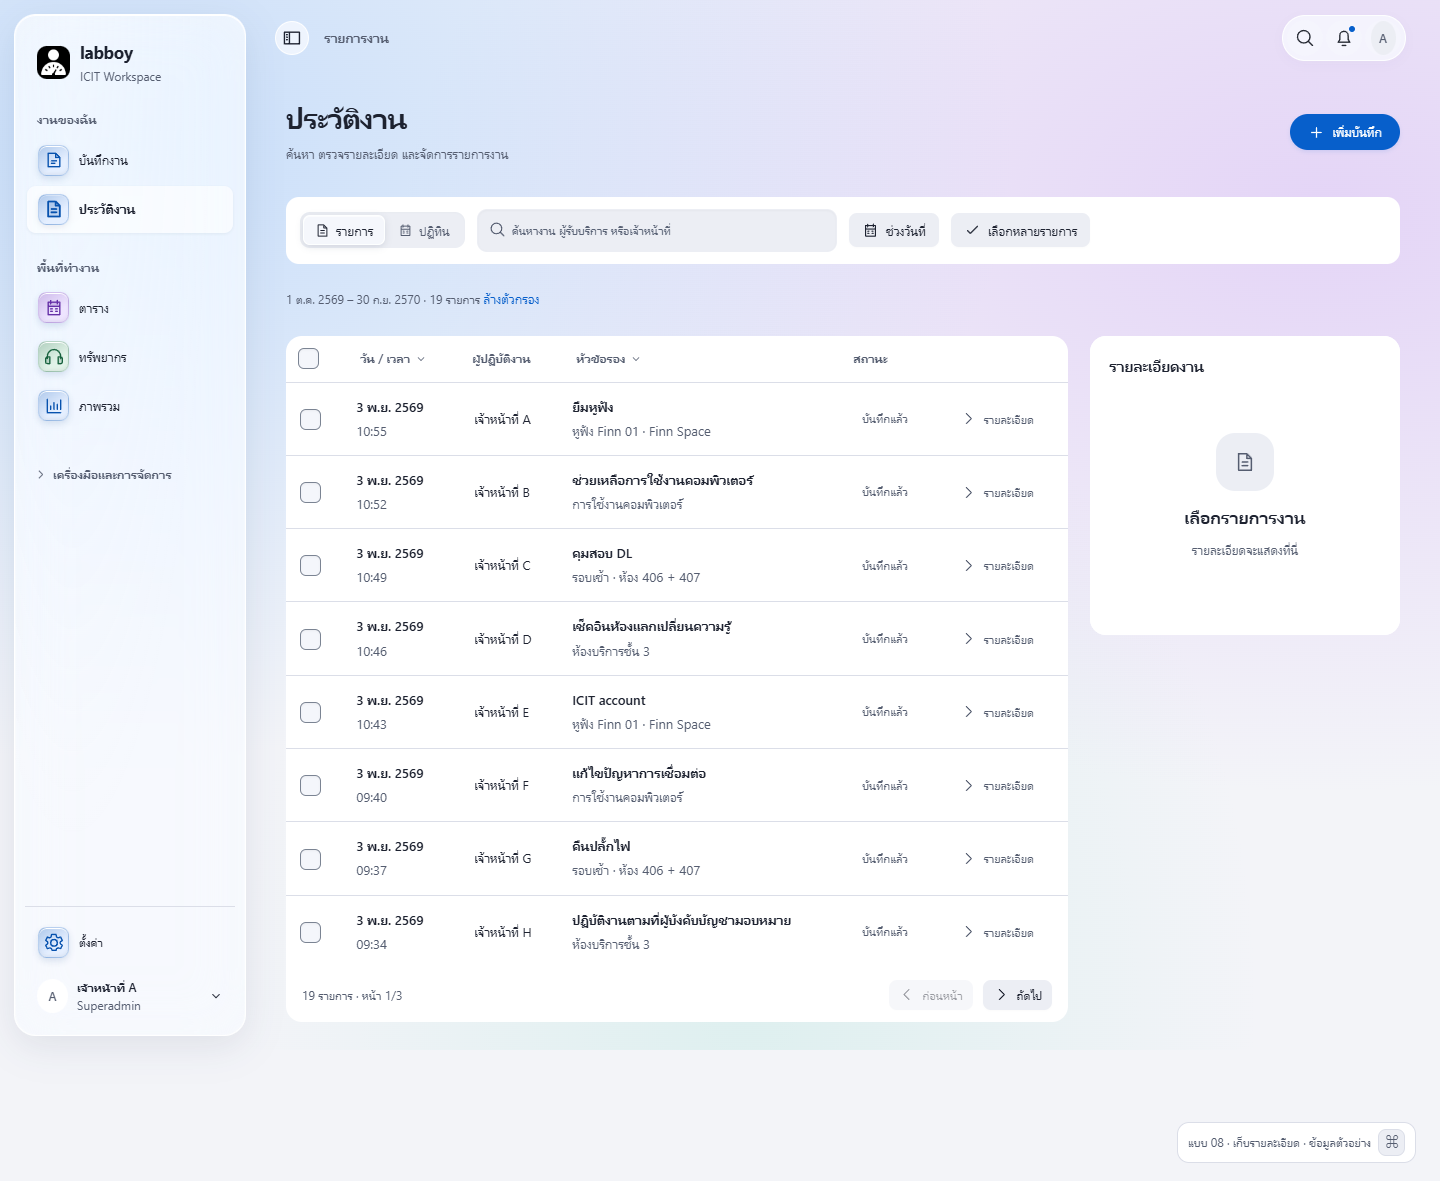 labboy
ICIT Workspace
งานของฉัน
บันทึกงาน
ประวัติงาน
พื้นที่ทำงาน
ตาราง
ทรัพยากร
ภาพรวม
เครื่องมือและการจัดการ
ตั้งค่า
A
เจ้าหน้าที่ A
Superadmin
รายการงาน
A
ประวัติงาน
ค้นหา ตรวจรายละเอียด และจัดการรายการงาน
เพิ่มบันทึก
รายการ
ปฏิทิน
ค้นหางาน ผู้รับบริการ หรือเจ้าหน้าที่
ช่วงวันที่
เลือกหลายรายการ
1 ต.ค. 2569 – 30 ก.ย. 2570 · 19 รายการ ล้างตัวกรอง
วัน / เวลา ผู้ปฏิบัติงาน หัวข้อรอง สถานะ
3 พ.ย. 2569 ยืมหูฟัง
เจ้าหน้าที่ A บันทึกแล้ว รายละเอียด
10:55 หูฟัง Finn 01 · Finn Space
3 พ.ย. 2569 ช่วยเหลือการใช้งานคอมพิวเตอร์
เจ้าหน้าที่ B บันทึกแล้ว รายละเอียด
10:52 การใช้งานคอมพิวเตอร์
3 พ.ย. 2569 คุมสอบ DL
เจ้าหน้าที่ C บันทึกแล้ว รายละเอียด
10:49 รอบเช้า · ห้อง 406 + 407
3 พ.ย. 2569 เช็คอินห้องแลกเปลี่ยนความรู้
เจ้าหน้าที่ D บันทึกแล้ว รายละเอียด
10:46 ห้องบริการชั้น 3
3 พ.ย. 2569 ICIT account
เจ้าหน้าที่ E บันทึกแล้ว รายละเอียด
10:43 หูฟัง Finn 01 · Finn Space
3 พ.ย. 2569 แก้ไขปัญหาการเชื่อมต่อ
เจ้าหน้าที่ F บันทึกแล้ว รายละเอียด
09:40 การใช้งานคอมพิวเตอร์
3 พ.ย. 2569 คืนปลั๊กไฟ
เจ้าหน้าที่ G บันทึกแล้ว รายละเอียด
09:37 รอบเช้า · ห้อง 406 + 407
3 พ.ย. 2569 ปฏิบัติงานตามที่ผู้บังคับบัญชามอบหมาย
เจ้าหน้าที่ H บันทึกแล้ว รายละเอียด
09:34 ห้องบริการชั้น 3
19 รายการ · หน้า 1/3 ก่อนหน้า ถัดไป
รายละเอียดงาน
เลือกรายการงาน
รายละเอียดจะแสดงที่นี่
แบบ 08 · เก็บรายละเอียด · ข้อมูลตัวอย่าง ⌘